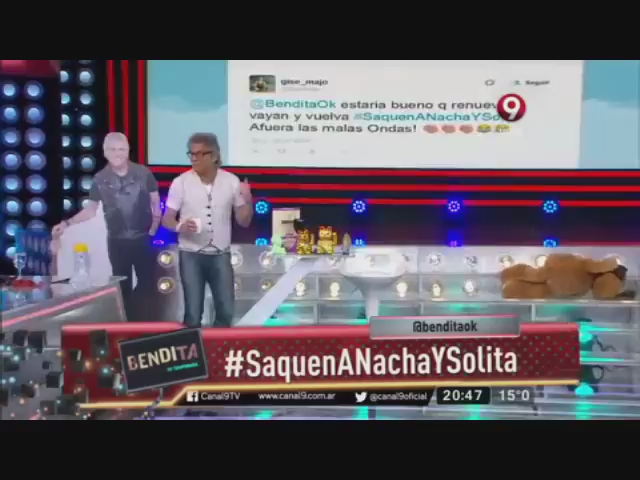 gise_majo
Seguir
@BenditaOk estaria bueno q renuev
vayan y vuelva #SaquenANachaYSo
Afuera las malas Ondas!
9
@benditaok
BENDITA
#SaquenANachaYSolita
Canal9TV www.canal9.com.ar @canal9oficial 20:47 15°0